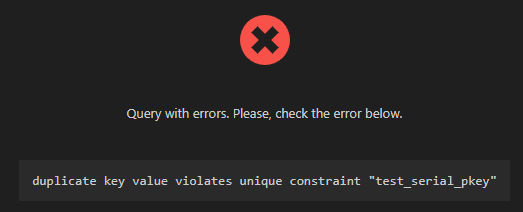 Query with errors. Please, check the error below.
duplicate key value violates unique constraint "test_serial_pkey"